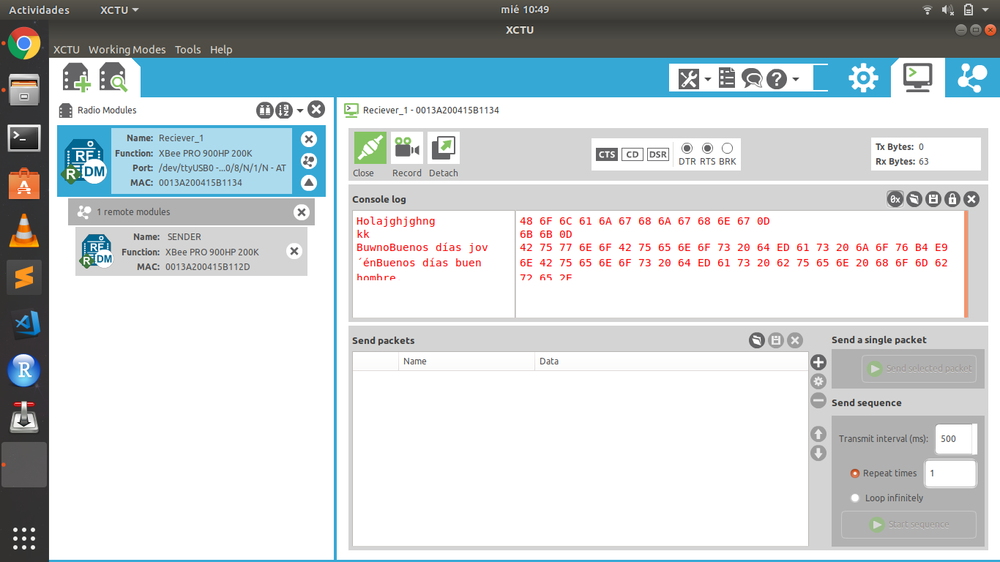 Actividades XCTU mié 10:49
XCTU
XCTU Working Modes Tools Help
Radio Modules
Name: Reciever_1
Function: XBee PRO 900HP 200K
Port: /dev/ttyUSB0 -...0/8/N/1/N - AT
MAC: 0013A200415B1134
1 remote modules
Name: SENDER
Function: XBee PRO 900HP 200K
MAC: 0013A200415B112D
Reciever_1 - 0013A200415B1134
Close Record Detach
CTS CD DSR
DTR RTS BRK
Tx Bytes: 0
Rx Bytes: 63
Console log
0x
Holajghjghng 48 6F 6C 61 6A 67 68 6A 67 68 6E 67 0D
kk 6B 6B 0D
BuwnoBuenos días jov 42 75 77 6E 6F 42 75 65 6E 6F 73 20 64 ED 61 73 20 6A 6F 76 B4 E9
´énBuenos días buen 6E 42 75 65 6E 6F 73 20 64 ED 61 73 20 62 75 65 6E 20 68 6F 6D 62
hombre. 72 65 2E
Send packets
Name Data
Send a single packet
Send selected packet
Send sequence
Transmit interval (ms): 500
Repeat times 1
Loop infinitely
Start sequence
RF
R DM
RF
R DM
A
R